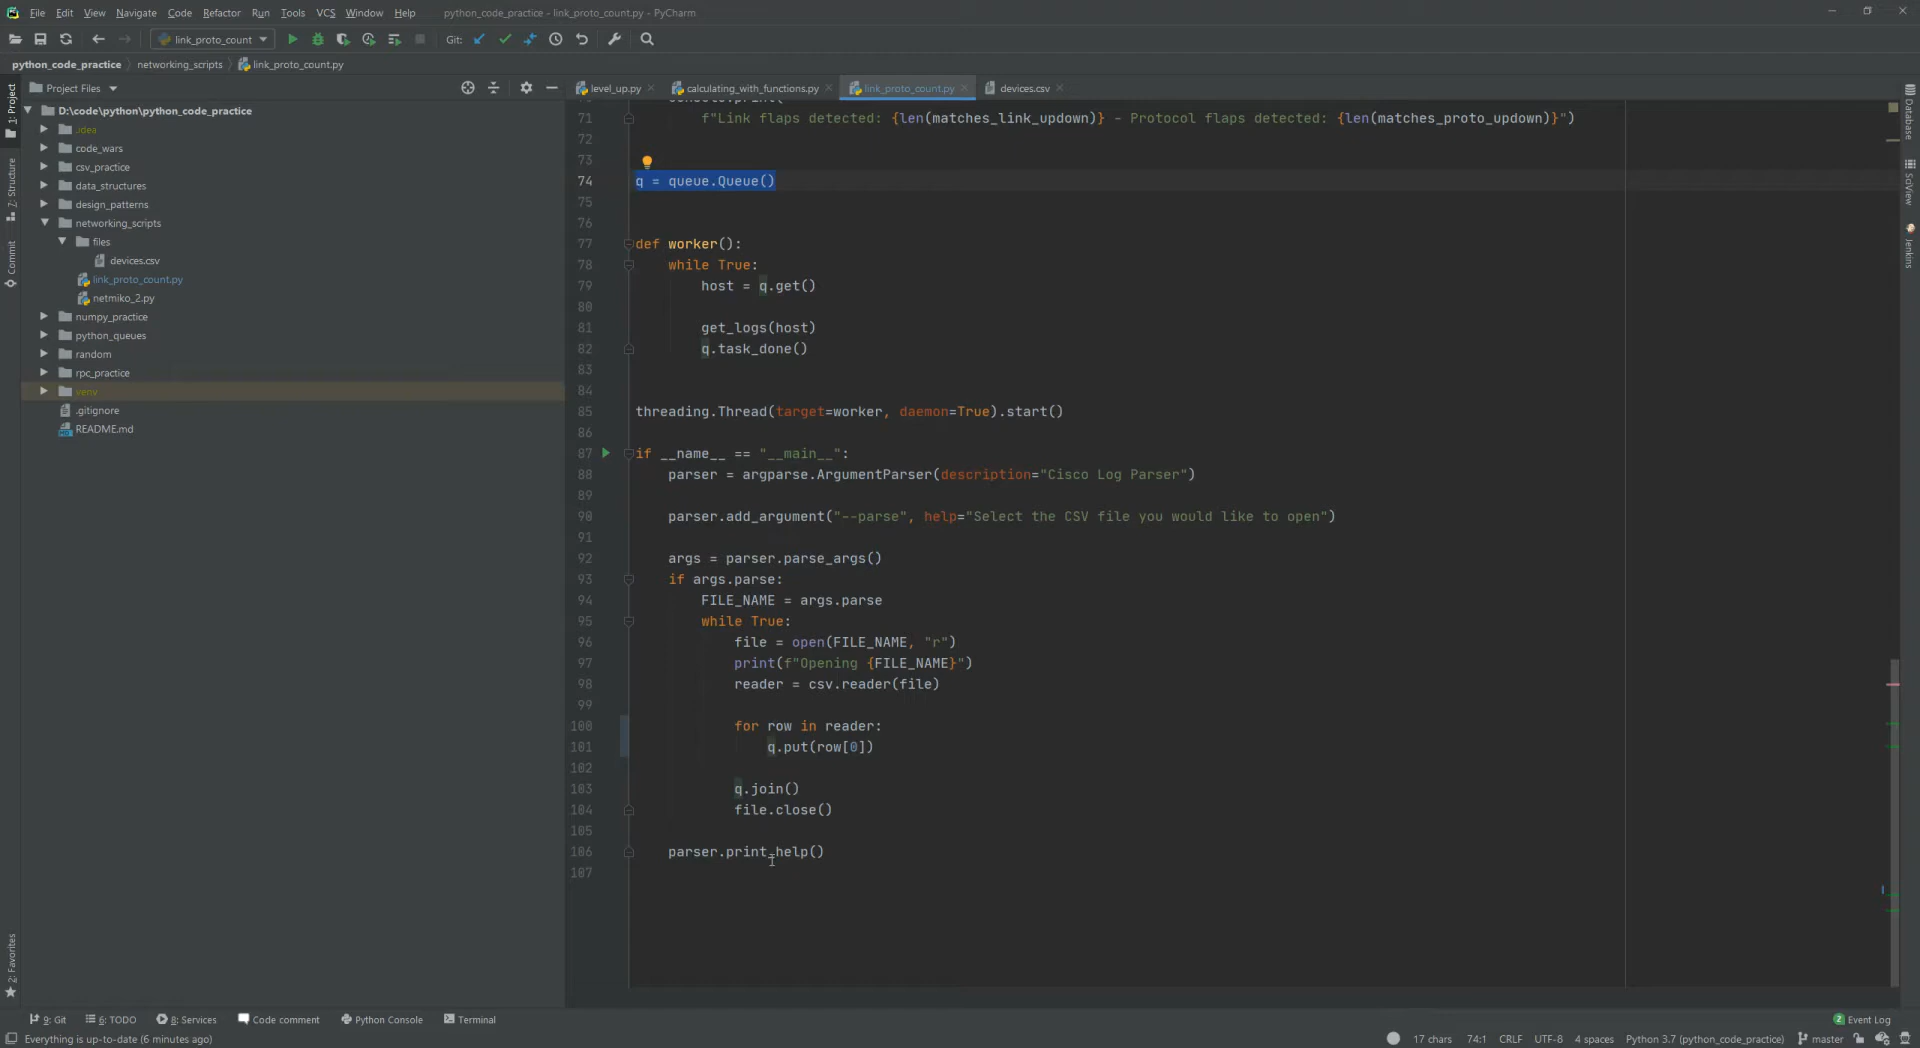 File Edit View Navigate Code Refactor Run Tools VCS Window Help python_code_practice - link_proto_count.py - PyCharm
link_proto_count Git:
python_code_practice networking_scripts link_proto_count.py
Project Files
level_up.py calculating_with_functions.py link_proto_count.py devices.csv
1: Project
7: Structure
Commit
2: Favorites
D:\code\python\python_code_practice
.idea
code_wars
csv_practice
data_structures
design_patterns
networking_scripts
files
devices.csv
link_proto_count.py
netmiko_2.py
numpy_practice
python_queues
random
rpc_practice
venv
.gitignore
README.md
71 f"Link flaps detected: {len(matches_link_updown)} - Protocol flaps detected: {len(matches_proto_updown)}")
72
73
74 q = queue.Queue()
75
76
77 def worker():
78 while True:
79 host = q.get()
80
81 get_logs(host)
82 q.task_done()
83
84
85 threading.Thread(target=worker, daemon=True).start()
86
87 if __name__ == "__main__":
88 parser = argparse.ArgumentParser(description="Cisco Log Parser")
89
90 parser.add_argument("--parse", help="Select the CSV file you would like to open")
91
92 args = parser.parse_args()
93 if args.parse:
94 FILE_NAME = args.parse
95 while True:
96 file = open(FILE_NAME, "r")
97 print(f"Opening {FILE_NAME}")
98 reader = csv.reader(file)
99
100 for row in reader:
101 q.put(row[0])
102
103 q.join()
104 file.close()
105
106 parser.print_help()
107
Database
SciView
Jenkins
9: Git 6: TODO 8: Services Code comment Python Console Terminal 2 Event Log
Everything is up-to-date (6 minutes ago) 17 chars 74:1 CRLF UTF-8 4 spaces Python 3.7 (python_code_practice) master